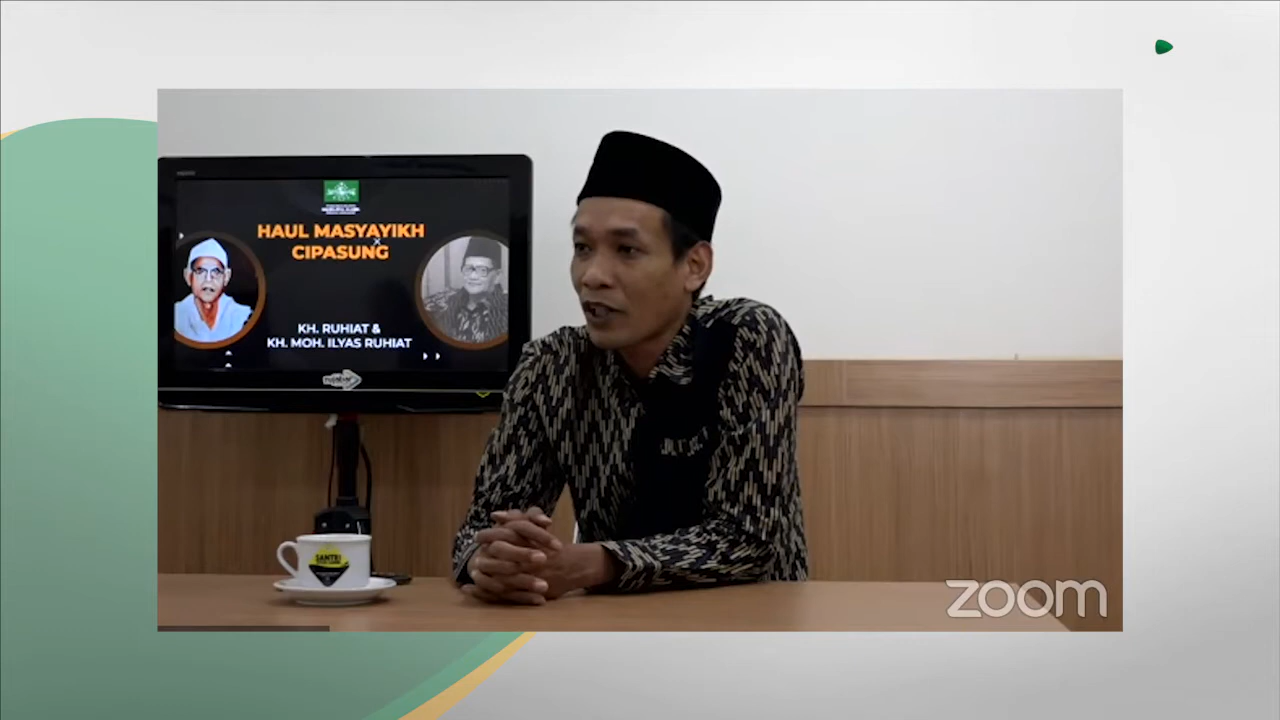 HAUL MASYAYIKH
CIPASUNG
KH. RUHIAT &
KH. MOH. ILYAS RUHIAT
SANTRI
zoom